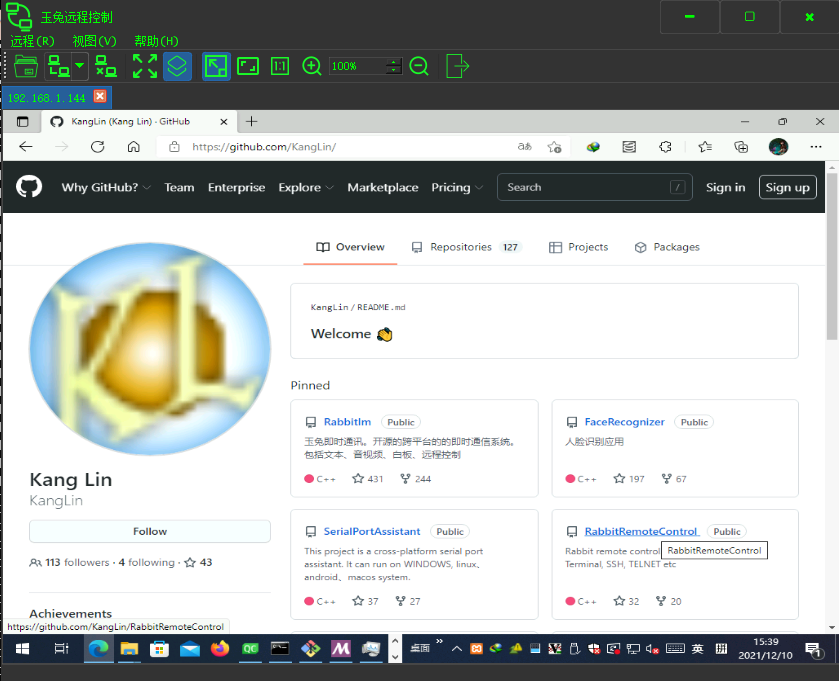 玉兔远程控制
远程(R) 视图(V) 帮助(H)
1:1 100%
192.168.1.144
KangLin (Kang Lin) · GitHub
https://github.com/KangLin/
Why GitHub? Team Enterprise Explore Marketplace Pricing Search / Sign in Sign up
Overview Repositories 127 Projects Packages
KangLin / README.md
Welcome 👋
Pinned
RabbitIm Public
玉兔即时通讯。开源的跨平台的的即时通信系统。
包括文本、音视频、白板、远程控制
C++ 431 244
FaceRecognizer Public
人脸识别应用
C++ 197 67
Kang Lin
KangLin
Follow
113 followers · 4 following · 43
Achievements
SerialPortAssistant Public
This project is a cross-platform serial port
assistant. It can run on WINDOWS, linux、
android、macos system.
C++ 37 27
RabbitRemoteControl Public
Rabbit remote control
RabbitRemoteControl
Terminal, SSH, TELNET etc
C++ 32 20
https://github.com/KangLin/RabbitRemoteControl
QC M 桌面 英 拼 15:39
2021/12/10
1